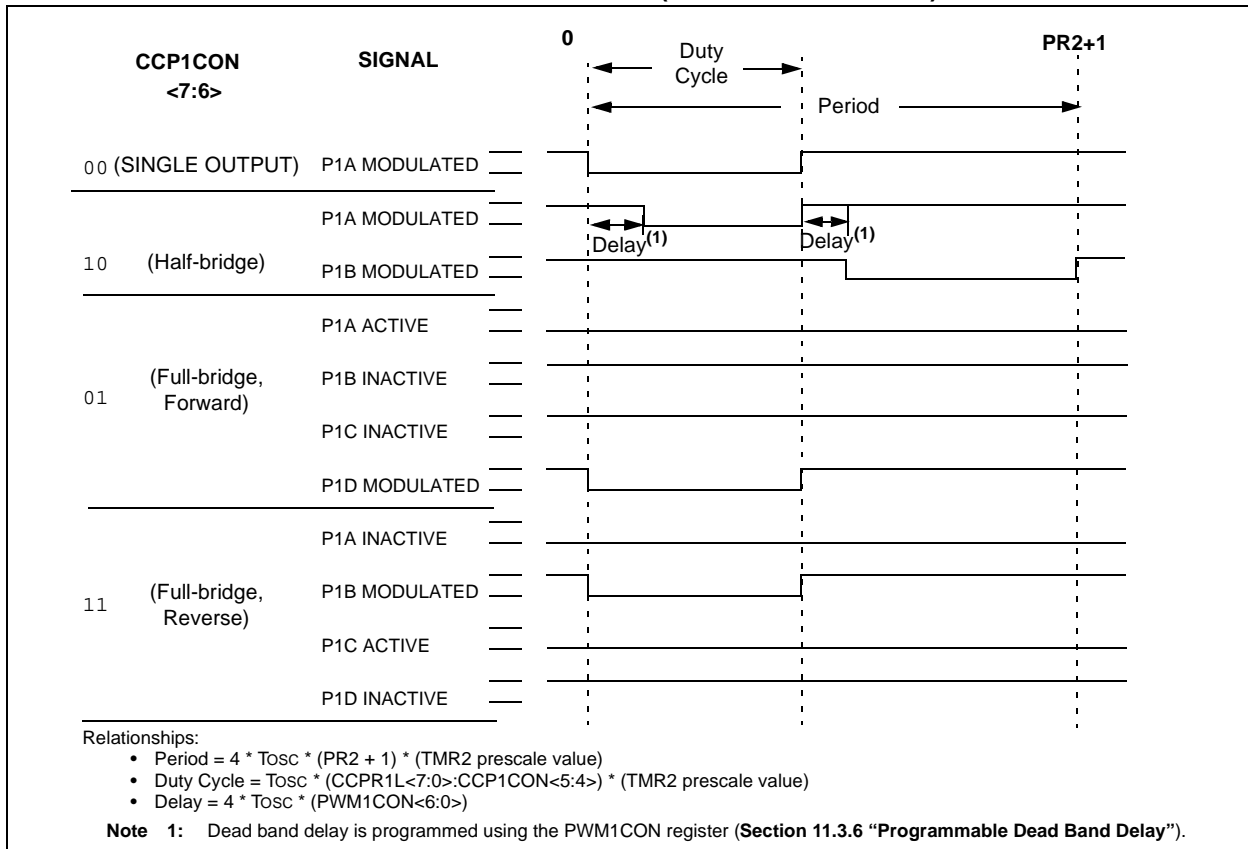 0
PR2+1
CCP1CON
<7:6>
SIGNAL
Duty
Cycle
Period
00 (SINGLE OUTPUT) P1A MODULATED
P1A MODULATED
Delay(1) Delay(1)
10 (Half-bridge)
P1B MODULATED
P1A ACTIVE
01 (Full-bridge,
Forward)
P1B INACTIVE
P1C INACTIVE
P1D MODULATED
P1A INACTIVE
11 (Full-bridge,
Reverse)
P1B MODULATED
P1C ACTIVE
P1D INACTIVE
Relationships:
• Period = 4 * TOSC * (PR2 + 1) * (TMR2 prescale value)
• Duty Cycle = TOSC * (CCPR1L<7:0>:CCP1CON<5:4>) * (TMR2 prescale value)
• Delay = 4 * TOSC * (PWM1CON<6:0>)
Note 1: Dead band delay is programmed using the PWM1CON register (Section 11.3.6 “Programmable Dead Band Delay”).